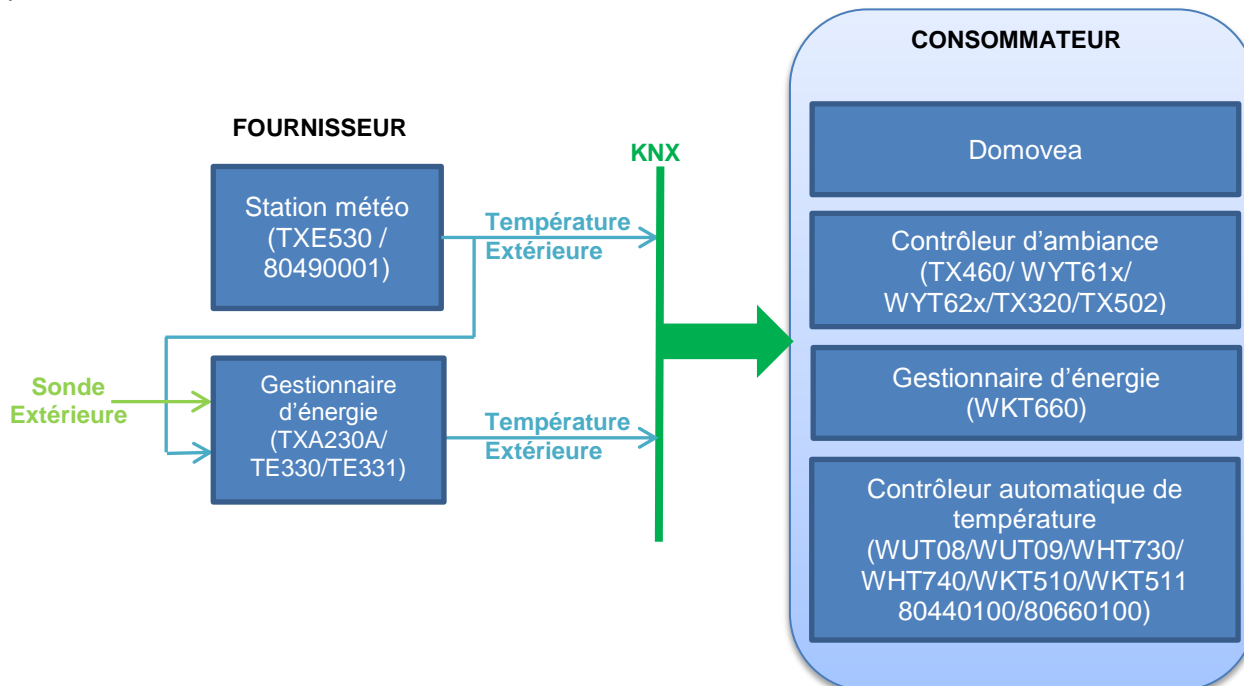 CONSOMMATEUR
FOURNISSEUR
KNX
Domovea
Station météo
(TXE530 /
80490001)
Température
Extérieure
Contrôleur d’ambiance
(TX460/ WYT61x/
WYT62x/TX320/TX502)
Sonde
Extérieure
Gestionnaire
d’énergie
(TXA230A/
TE330/TE331)
Température
Extérieure
Gestionnaire d’énergie
(WKT660)
Contrôleur automatique de
température
(WUT08/WUT09/WHT730/
WHT740/WKT510/WKT511
80440100/80660100)